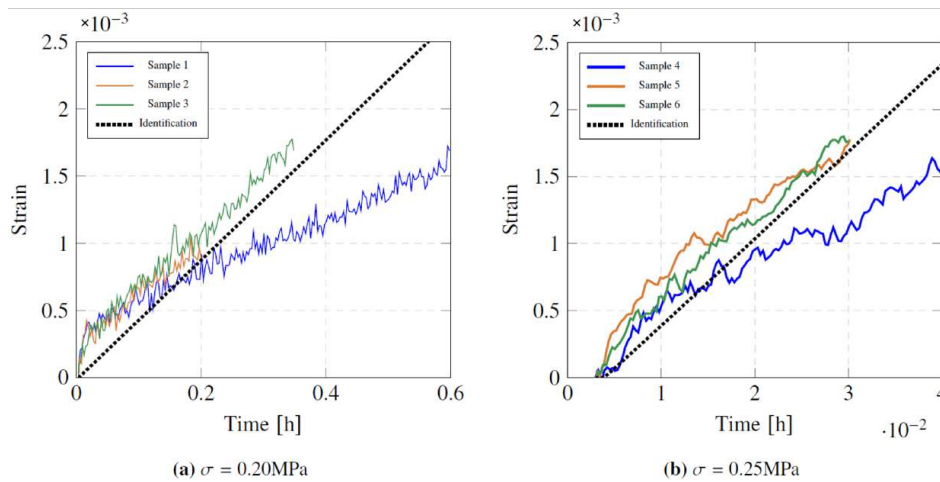 ×10⁻³
2.5
2
1.5
1
0.5
0
Strain
Sample 1
Sample 2
Sample 3
Identification
0 0.2 0.4 0.6
Time [h]
(a) σ = 0.20MPa
×10⁻³
2.5
2
1.5
1
0.5
0
Strain
Sample 4
Sample 5
Sample 6
Identification
0 1 2 3 4
Time [h]
·10⁻²
(b) σ = 0.25MPa